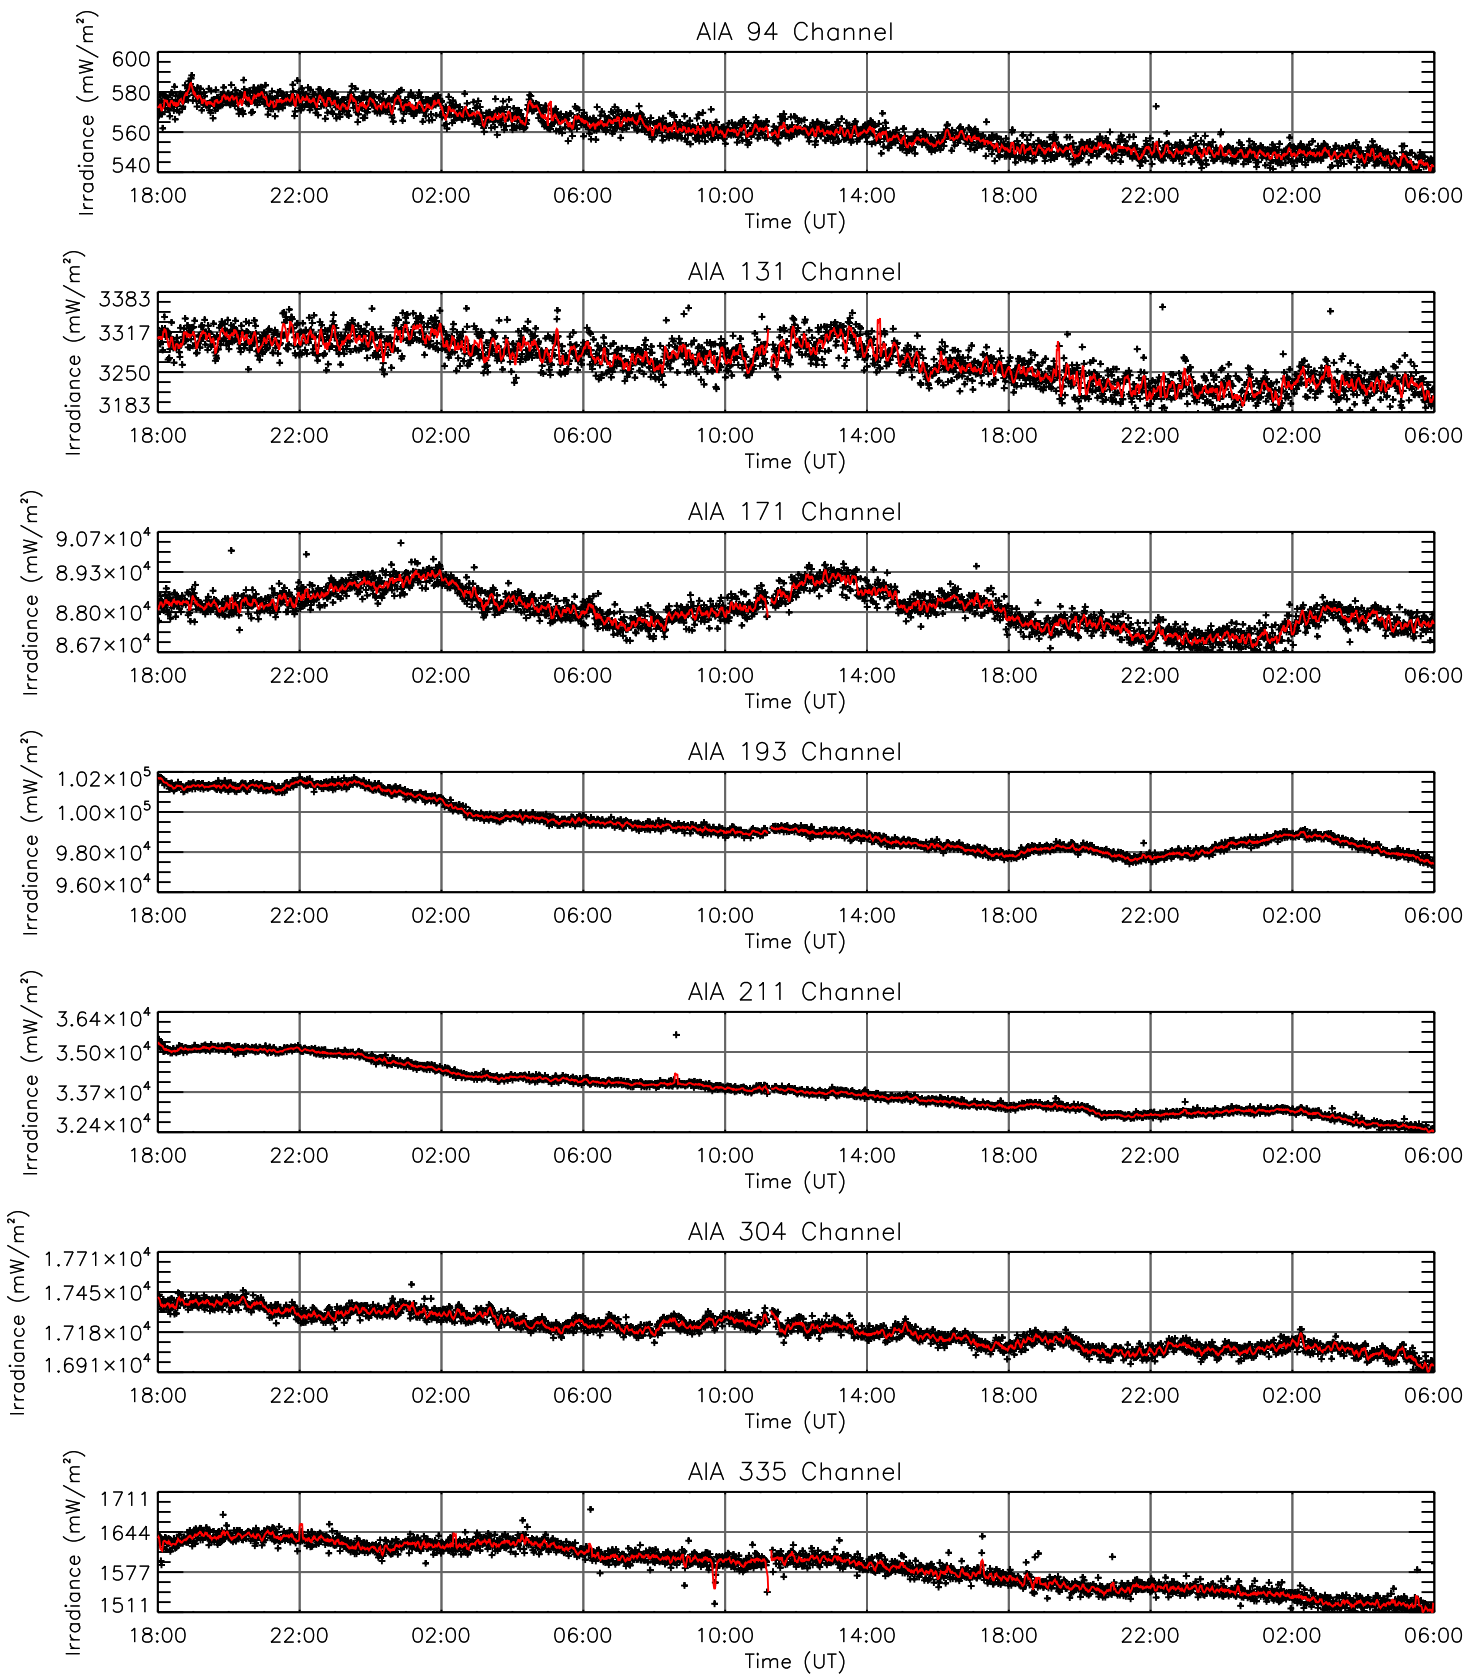 AIA 94 Channel
Irradiance (mW/m²)
600
580
560
540
18:00 22:00 02:00 06:00 10:00 14:00 18:00 22:00 02:00 06:00
Time (UT)
AIA 131 Channel
Irradiance (mW/m²)
3383
3317
3250
3183
18:00 22:00 02:00 06:00 10:00 14:00 18:00 22:00 02:00 06:00
Time (UT)
AIA 171 Channel
Irradiance (mW/m²)
9.07×10⁴
8.93×10⁴
8.80×10⁴
8.67×10⁴
18:00 22:00 02:00 06:00 10:00 14:00 18:00 22:00 02:00 06:00
Time (UT)
AIA 193 Channel
Irradiance (mW/m²)
1.02×10⁵
1.00×10⁵
9.80×10⁴
9.60×10⁴
18:00 22:00 02:00 06:00 10:00 14:00 18:00 22:00 02:00 06:00
Time (UT)
AIA 211 Channel
Irradiance (mW/m²)
3.64×10⁴
3.50×10⁴
3.37×10⁴
3.24×10⁴
18:00 22:00 02:00 06:00 10:00 14:00 18:00 22:00 02:00 06:00
Time (UT)
AIA 304 Channel
Irradiance (mW/m²)
1.771×10⁴
1.745×10⁴
1.718×10⁴
1.691×10⁴
18:00 22:00 02:00 06:00 10:00 14:00 18:00 22:00 02:00 06:00
Time (UT)
AIA 335 Channel
Irradiance (mW/m²)
1711
1644
1577
1511
18:00 22:00 02:00 06:00 10:00 14:00 18:00 22:00 02:00 06:00
Time (UT)